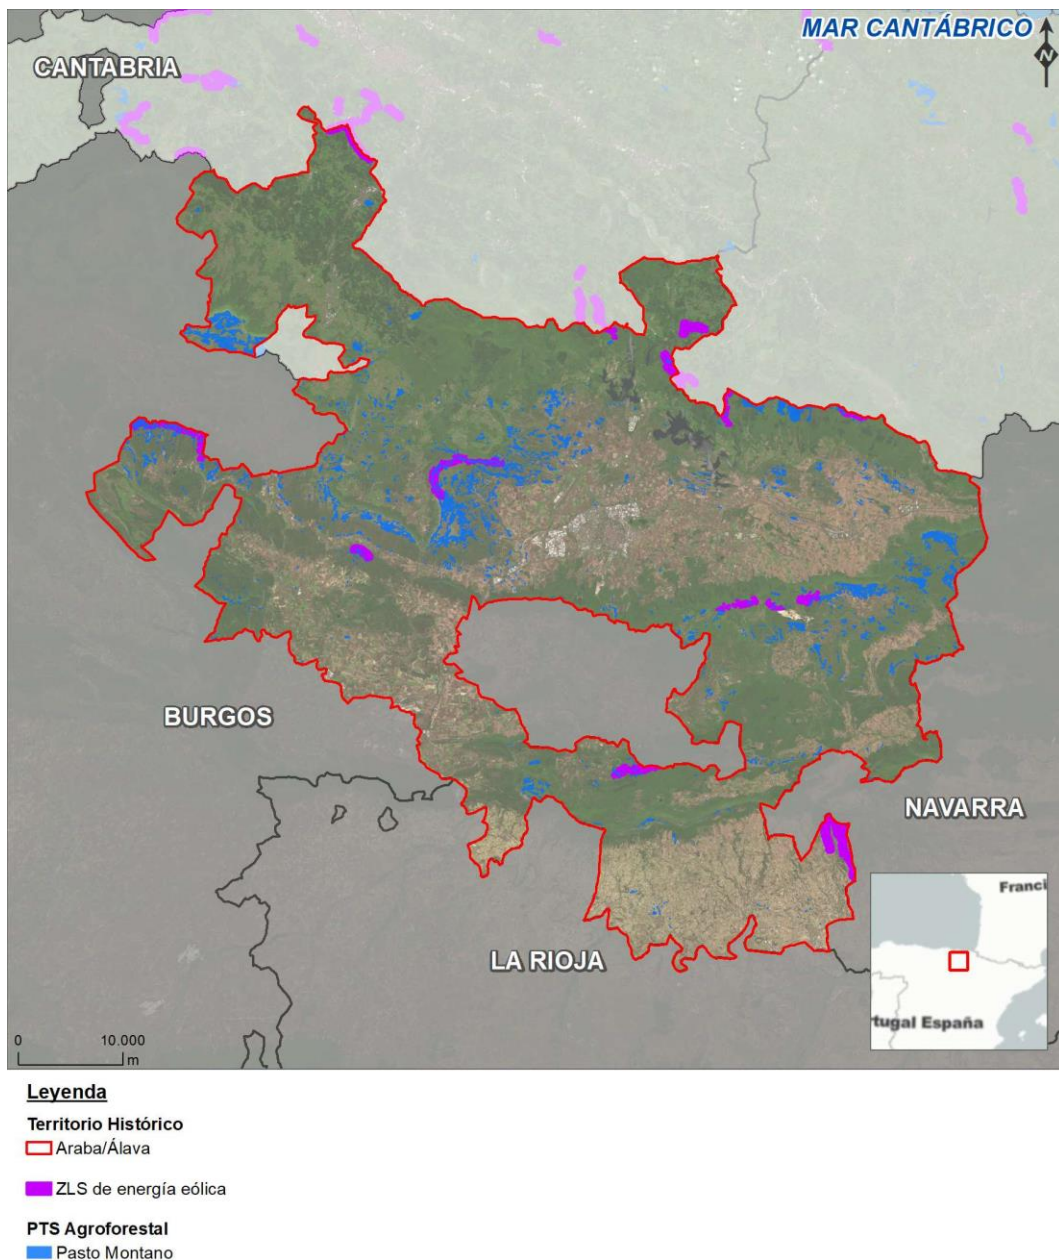 MAR CANTÁBRICO
N
CANTABRIA
BURGOS
NAVARRA
LA RIOJA
Franci
rtugal España
0 10.000
m
Leyenda
Territorio Histórico
Araba/Álava
ZLS de energía eólica
PTS Agroforestal
Pasto Montano